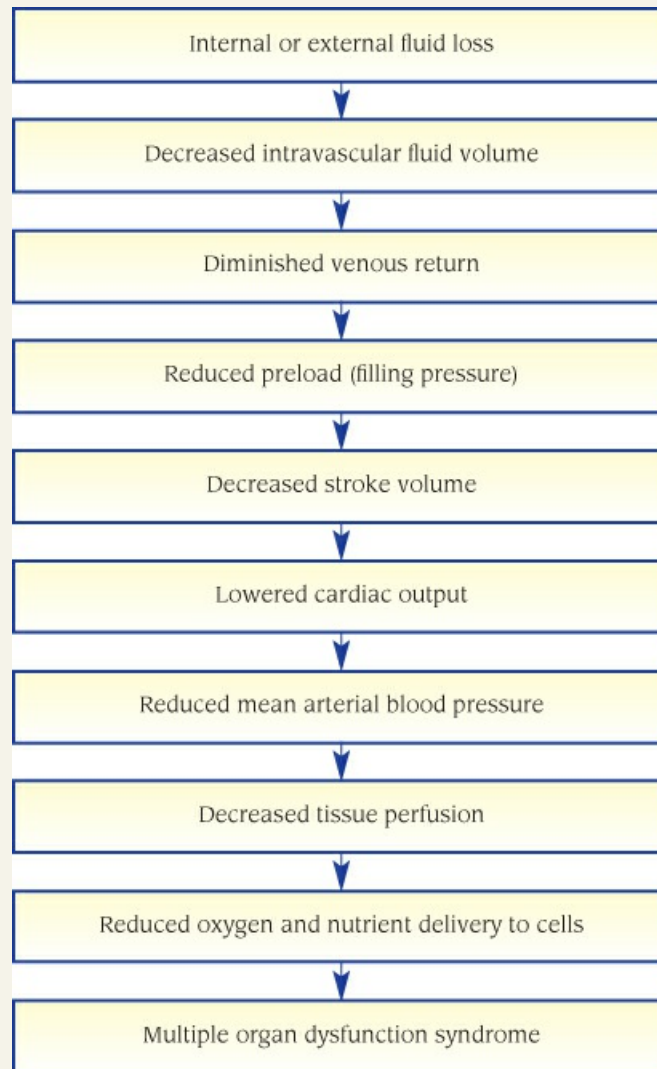 Internal or external fluid loss
Decreased intravascular fluid volume
Diminished venous return
Reduced preload (filling pressure)
Decreased stroke volume
Lowered cardiac output
Reduced mean arterial blood pressure
Decreased tissue perfusion
Reduced oxygen and nutrient delivery to cells
Multiple organ dysfunction syndrome